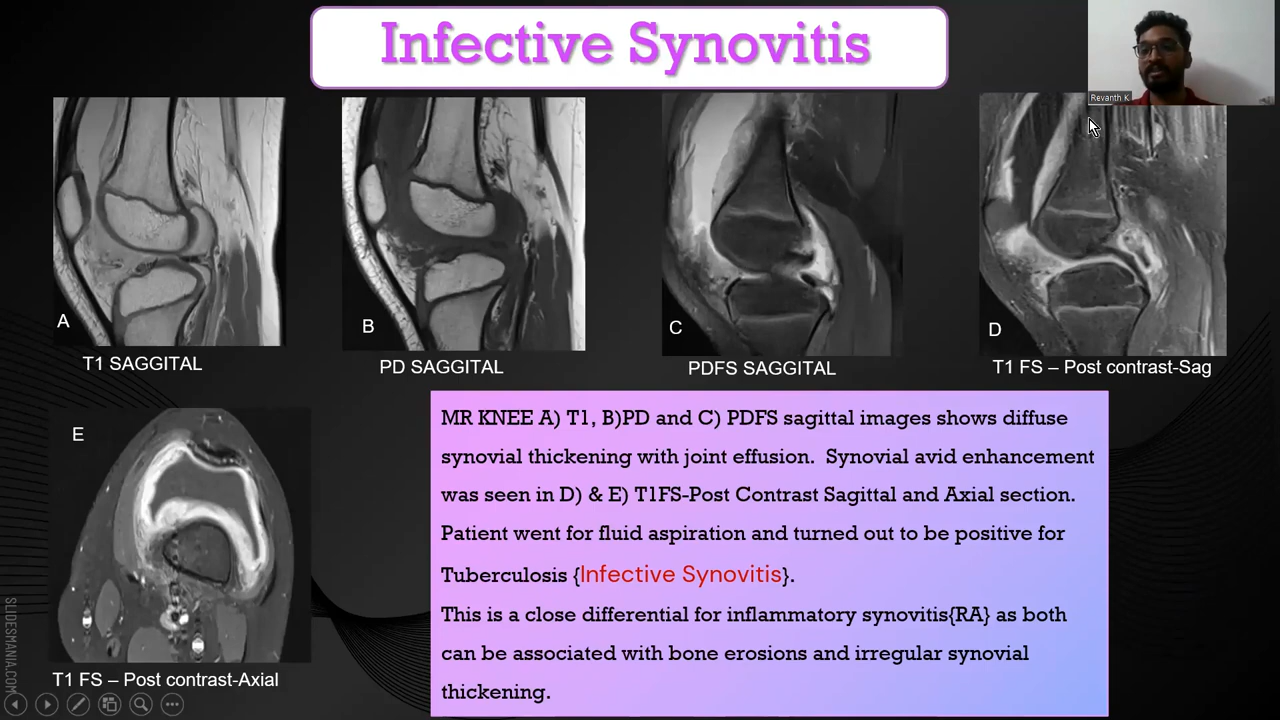 Infective Synovitis
Revanth K
A
B
C
D
T1 SAGGITAL
PD SAGGITAL
PDFS SAGGITAL
T1 FS – Post contrast-Sag
E
T1 FS – Post contrast-Axial
MR KNEE A) T1, B)PD and C) PDFS sagittal images shows diffuse
synovial thickening with joint effusion. Synovial avid enhancement
was seen in D) & E) T1FS-Post Contrast Sagittal and Axial section.
Patient went for fluid aspiration and turned out to be positive for
Tuberculosis {Infective Synovitis}.
This is a close differential for inflammatory synovitis{RA} as both
can be associated with bone erosions and irregular synovial
thickening.
SLIDESMANIA.COM